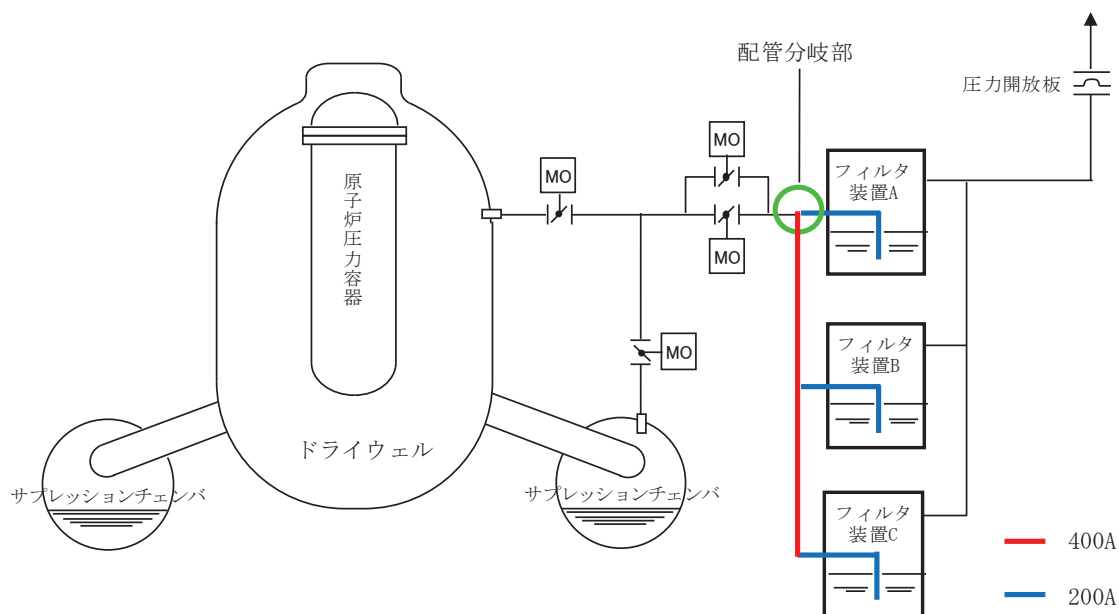 配管分岐部
圧力開放板
MO
MO
MO
MO
原子炉圧力容器
ドライウェル
サプレッションチェンバ
サプレッションチェンバ
フィルタ
装置A
フィルタ
装置B
フィルタ
装置C
400A
200A